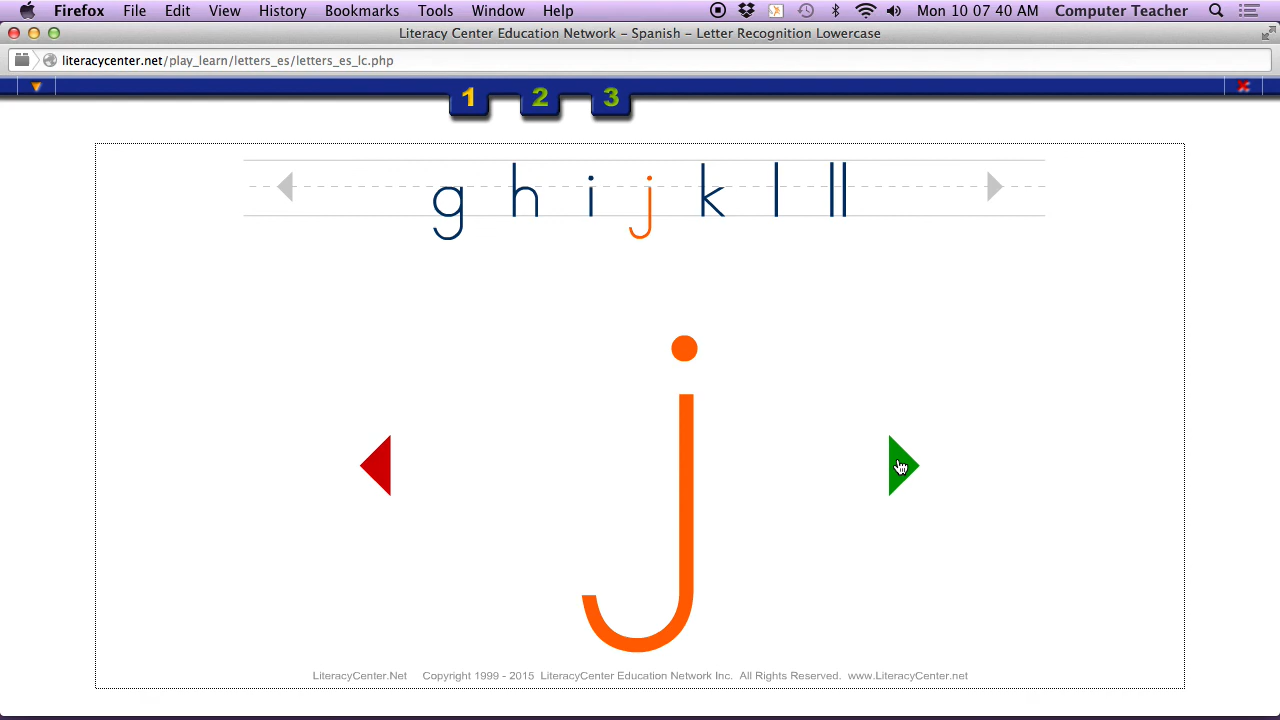 Firefox File Edit View History Bookmarks Tools Window Help Mon 10 07 40 AM Computer Teacher
Literacy Center Education Network – Spanish – Letter Recognition Lowercase
literacycenter.net/play_learn/letters_es/letters_es_lc.php
1 2 3
g h i j k l ll
j
LiteracyCenter.Net Copyright 1999 - 2015 LiteracyCenter Education Network Inc. All Rights Reserved. www.LiteracyCenter.net